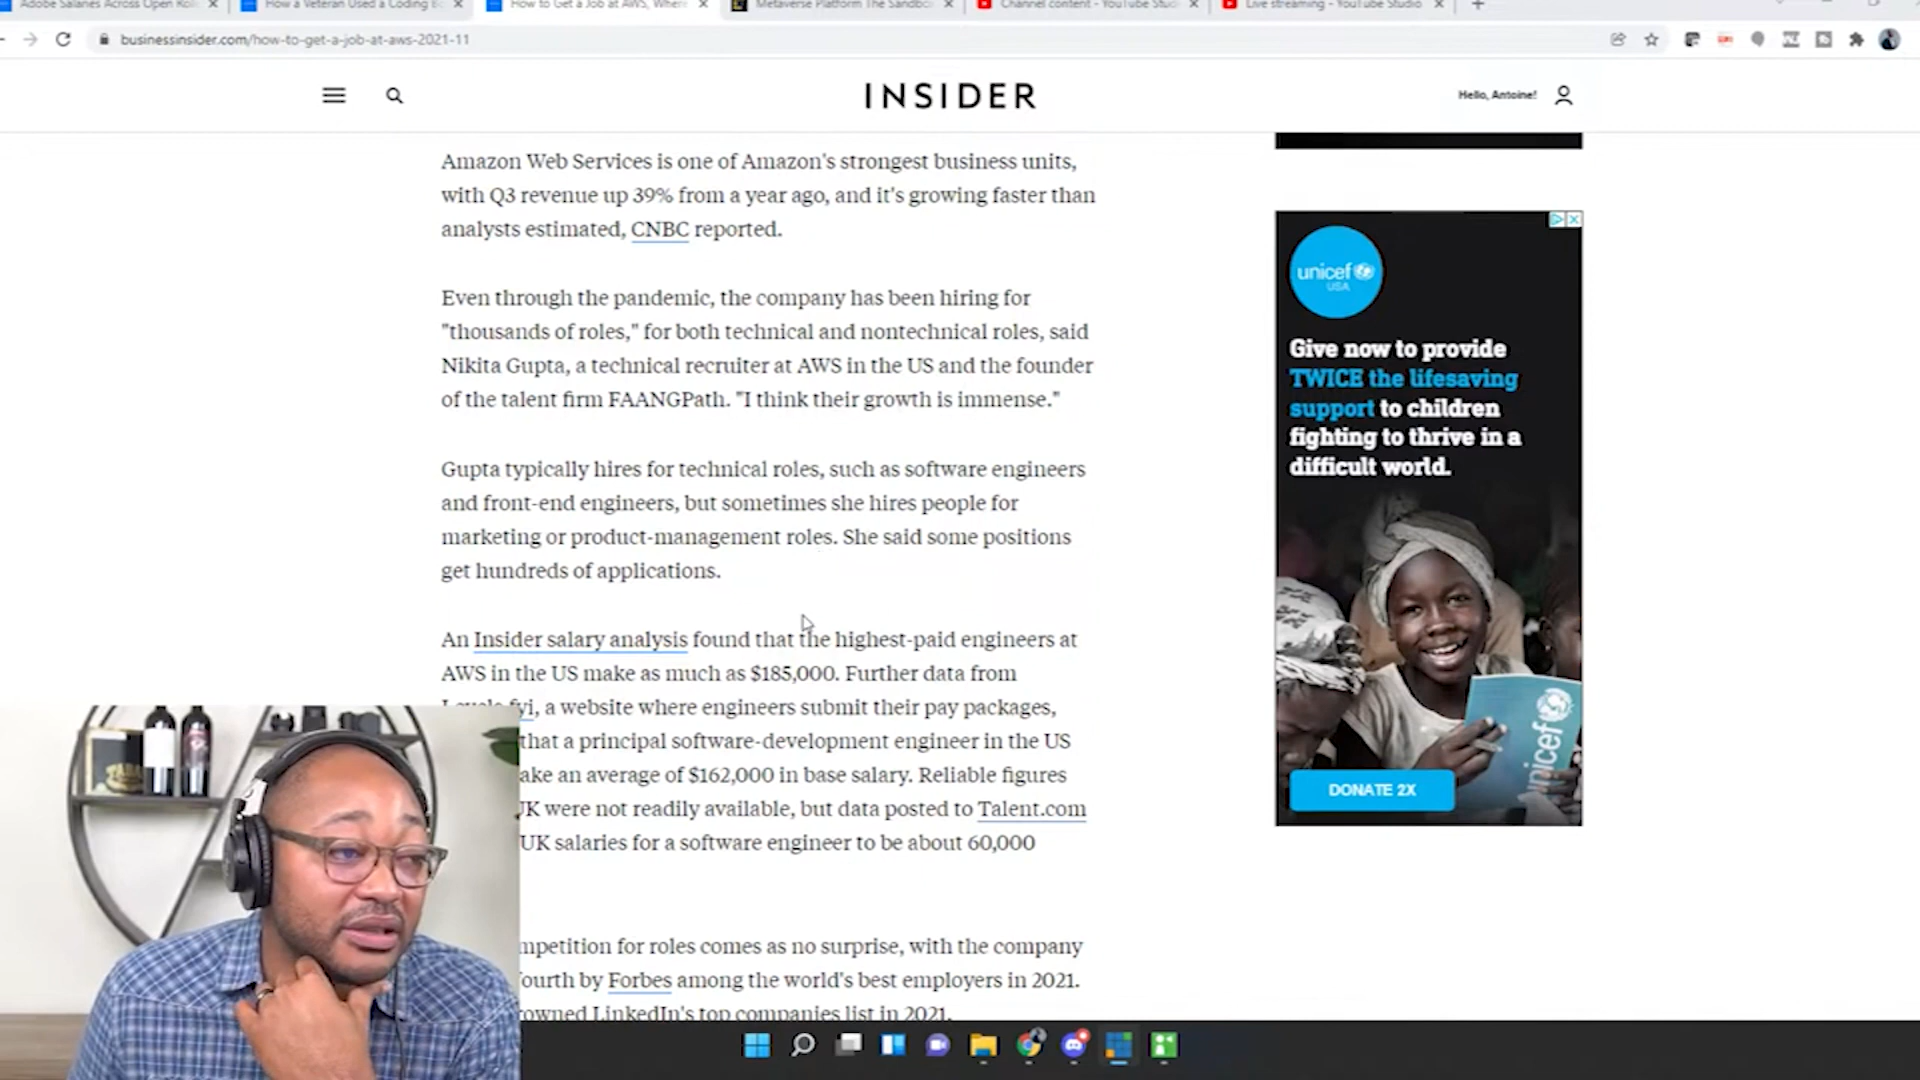 Adobe Salaries Across Open
How a Veteran Used a Coding
How to Get a Job at AWS, Where
Metaverse Platform The Sandbo
Channel content - YouTube Stud
Live streaming - YouTube Studio
businessinsider.com/how-to-get-a-job-at-aws-2021-11
INSIDER
Hello, Antoine!
Amazon Web Services is one of Amazon's strongest business units,
with Q3 revenue up 39% from a year ago, and it's growing faster than
analysts estimated, CNBC reported.
Even through the pandemic, the company has been hiring for
"thousands of roles," for both technical and nontechnical roles, said
Nikita Gupta, a technical recruiter at AWS in the US and the founder
of the talent firm FAANGPath. "I think their growth is immense."
Gupta typically hires for technical roles, such as software engineers
and front-end engineers, but sometimes she hires people for
marketing or product-management roles. She said some positions
get hundreds of applications.
An Insider salary analysis found that the highest-paid engineers at
AWS in the US make as much as $185,000. Further data from
fyi, a website where engineers submit their pay packages,
that a principal software-development engineer in the US
ake an average of $162,000 in base salary. Reliable figures
UK were not readily available, but data posted to Talent.com
UK salaries for a software engineer to be about 60,000
mpetition for roles comes as no surprise, with the company
fourth by Forbes among the world's best employers in 2021.
rowned LinkedIn's top companies list in 2021.
unicef
USA
Give now to provide
TWICE the lifesaving
support to children
fighting to thrive in a
difficult world.
unicef
DONATE 2X